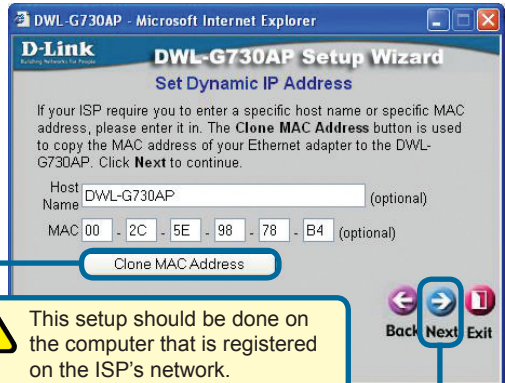 DWL-G730AP - Microsoft Internet Explorer
D-Link
Building Networks for People
DWL-G730AP Setup Wizard
Set Dynamic IP Address
If your ISP require you to enter a specific host name or specific MAC
address, please enter it in. The Clone MAC Address button is used
to copy the MAC address of your Ethernet adapter to the DWL-
G730AP. Click Next to continue.
Host
Name DWL-G730AP (optional)
MAC 00 - 2C - 5E - 98 - 78 - B4 (optional)
Clone MAC Address
This setup should be done on
the computer that is registered
on the ISP's network.
Back Next Exit